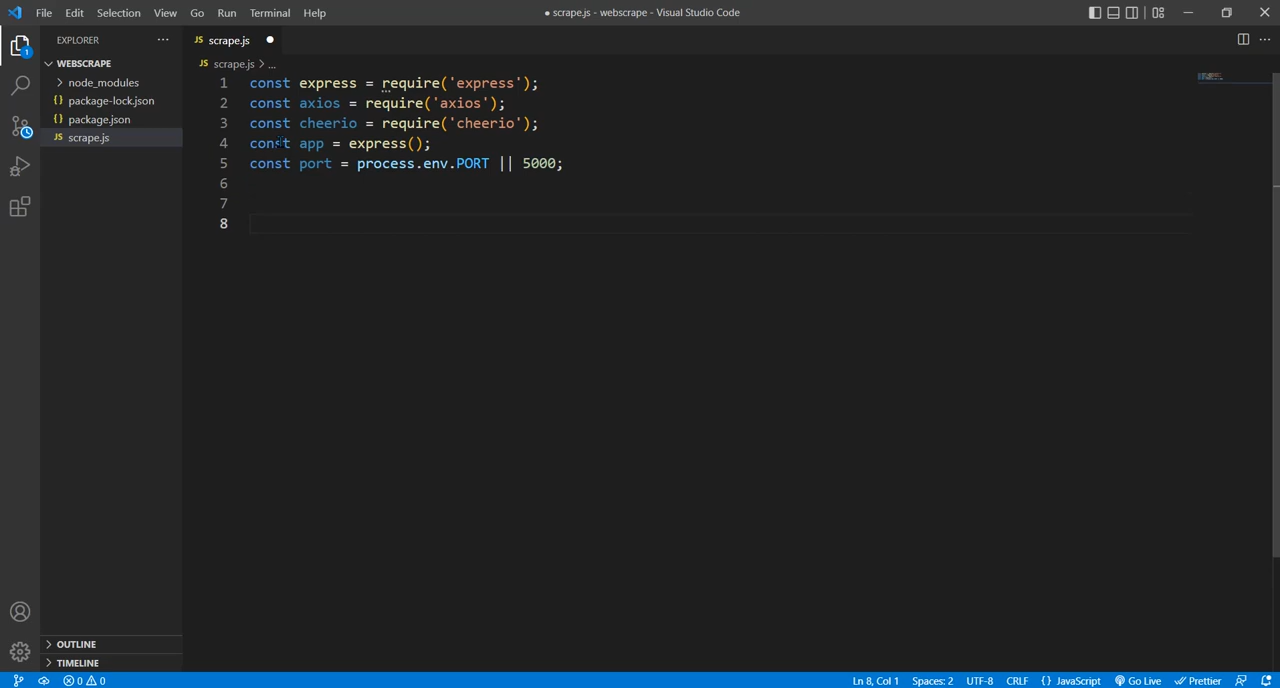 File Edit Selection View Go Run Terminal Help
● scrape.js - webscrape - Visual Studio Code
EXPLORER ···
JS scrape.js ●
1
WEBSCRAPE
JS scrape.js > ...
node_modules
{} package-lock.json
{} package.json
JS scrape.js
1 const express = require('express');
2 const axios = require('axios');
3 const cheerio = require('cheerio');
4 const app = express();
5 const port = process.env.PORT || 5000;
6
7
8
OUTLINE
TIMELINE
0 0
Ln 8, Col 1 Spaces: 2 UTF-8 CRLF {} JavaScript Go Live Prettier